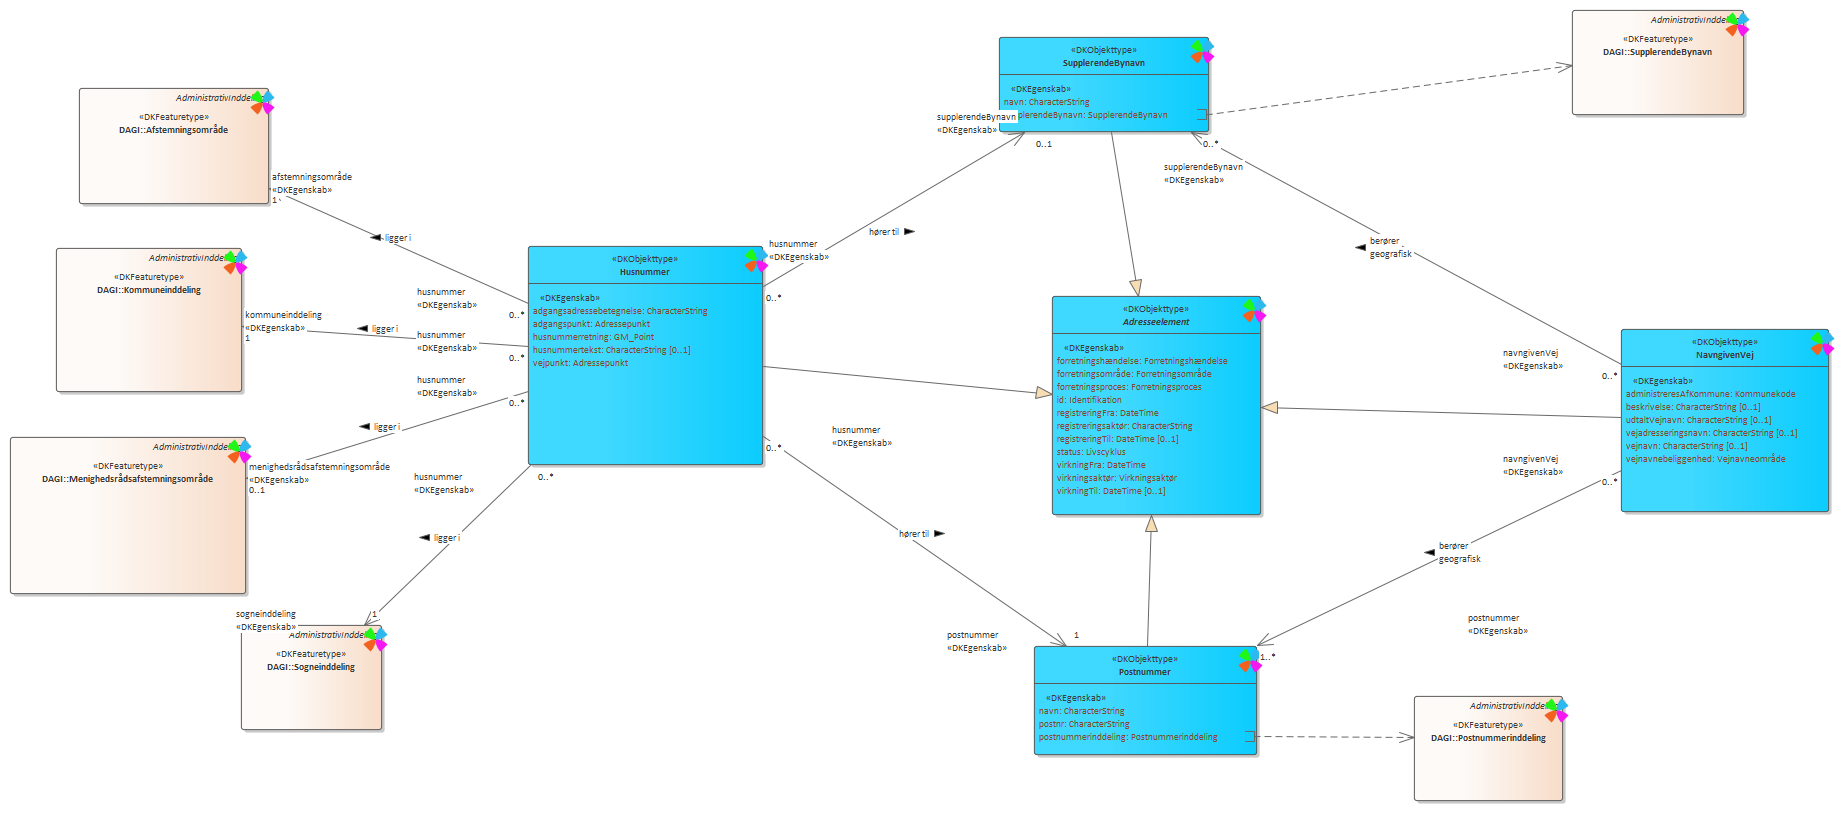 AdministrativInddel
«DKFeaturetype»
DAGI::SupplerendeBynavn
«DKObjekttype»
SupplerendeBynavn
«DKEgenskab»
navn: CharacterString
plerendeBynavn: SupplerendeBynavn
supplerendeBynavn
«DKEgenskab»
0..1
0..*
supplerendeBynavn
«DKEgenskab»
AdministrativInddel
«DKFeaturetype»
DAGI::Afstemningsområde
afstemningsområde
«DKEgenskab»
1
ligger i
AdministrativIndde
«DKFeaturetype»
DAGI::Kommuneinddeling
kommuneinddeling
«DKEgenskab»
1
ligger i
husnummer
«DKEgenskab»
0..*
husnummer
«DKEgenskab»
0..*
husnummer
«DKEgenskab»
0..*
ligger i
AdministrativIndde
«DKFeaturetype»
DAGI::Menighedsrådsafstemningsområde
menighedsrådsafstemningsområde
«DKEgenskab»
0..1
husnummer
«DKEgenskab»
0..*
ligger i
1
sogneinddeling
«DKEgenskab»
AdministrativIndde
«DKFeaturetype»
DAGI::Sogneinddeling
«DKObjekttype»
Husnummer
«DKEgenskab»
adgangsadressebetegnelse: CharacterString
adgangspunkt: Adressepunkt
husnummerretning: GM_Point
husnummertekst: CharacterString [0..1]
vejpunkt: Adressepunkt
husnummer
«DKEgenskab»
0..*
hører til
husnummer
«DKEgenskab»
0..*
hører til
«DKObjekttype»
Adresseelement
«DKEgenskab»
forretningshændelse: Forretningshændelse
forretningsområde: Forretningsområde
forretningsproces: Forretningsproces
id: Identifikation
registreringFra: DateTime
registreringsaktør: CharacterString
registreringTil: DateTime [0..1]
status: Livscyklus
virkningFra: DateTime
virkningsaktør: Virkningsaktør
virkningTil: DateTime [0..1]
berører
geografisk
navngivenVej
«DKEgenskab»
0..*
«DKObjekttype»
NavngivenVej
«DKEgenskab»
administreresAfKommune: Kommunekode
beskrivelse: CharacterString [0..1]
udtaltVejnavn: CharacterString [0..1]
vejadresseringsnavn: CharacterString [0..1]
vejnavn: CharacterString [0..1]
vejnavnebeliggenhed: Vejnavneområde
navngivenVej
«DKEgenskab»
0..*
berører
geografisk
postnummer
«DKEgenskab»
1
postnummer
«DKEgenskab»
1..*
«DKObjekttype»
Postnummer
«DKEgenskab»
navn: CharacterString
postnr: CharacterString
postnummerinddeling: Postnummerinddeling
AdministrativIndde
«DKFeaturetype»
DAGI::Postnummerinddeling